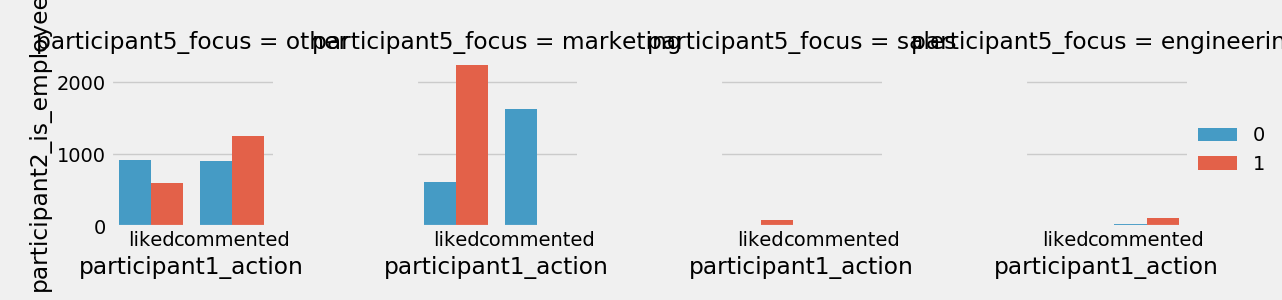 participant5_focus = other
participant5_focus = marketing
participant5_focus = sales
participant5_focus = engineerin
participant2_is_employee
2000
1000
0
liked commented
liked commented
liked commented
liked commented
participant1_action
participant1_action
participant1_action
participant1_action
0
1